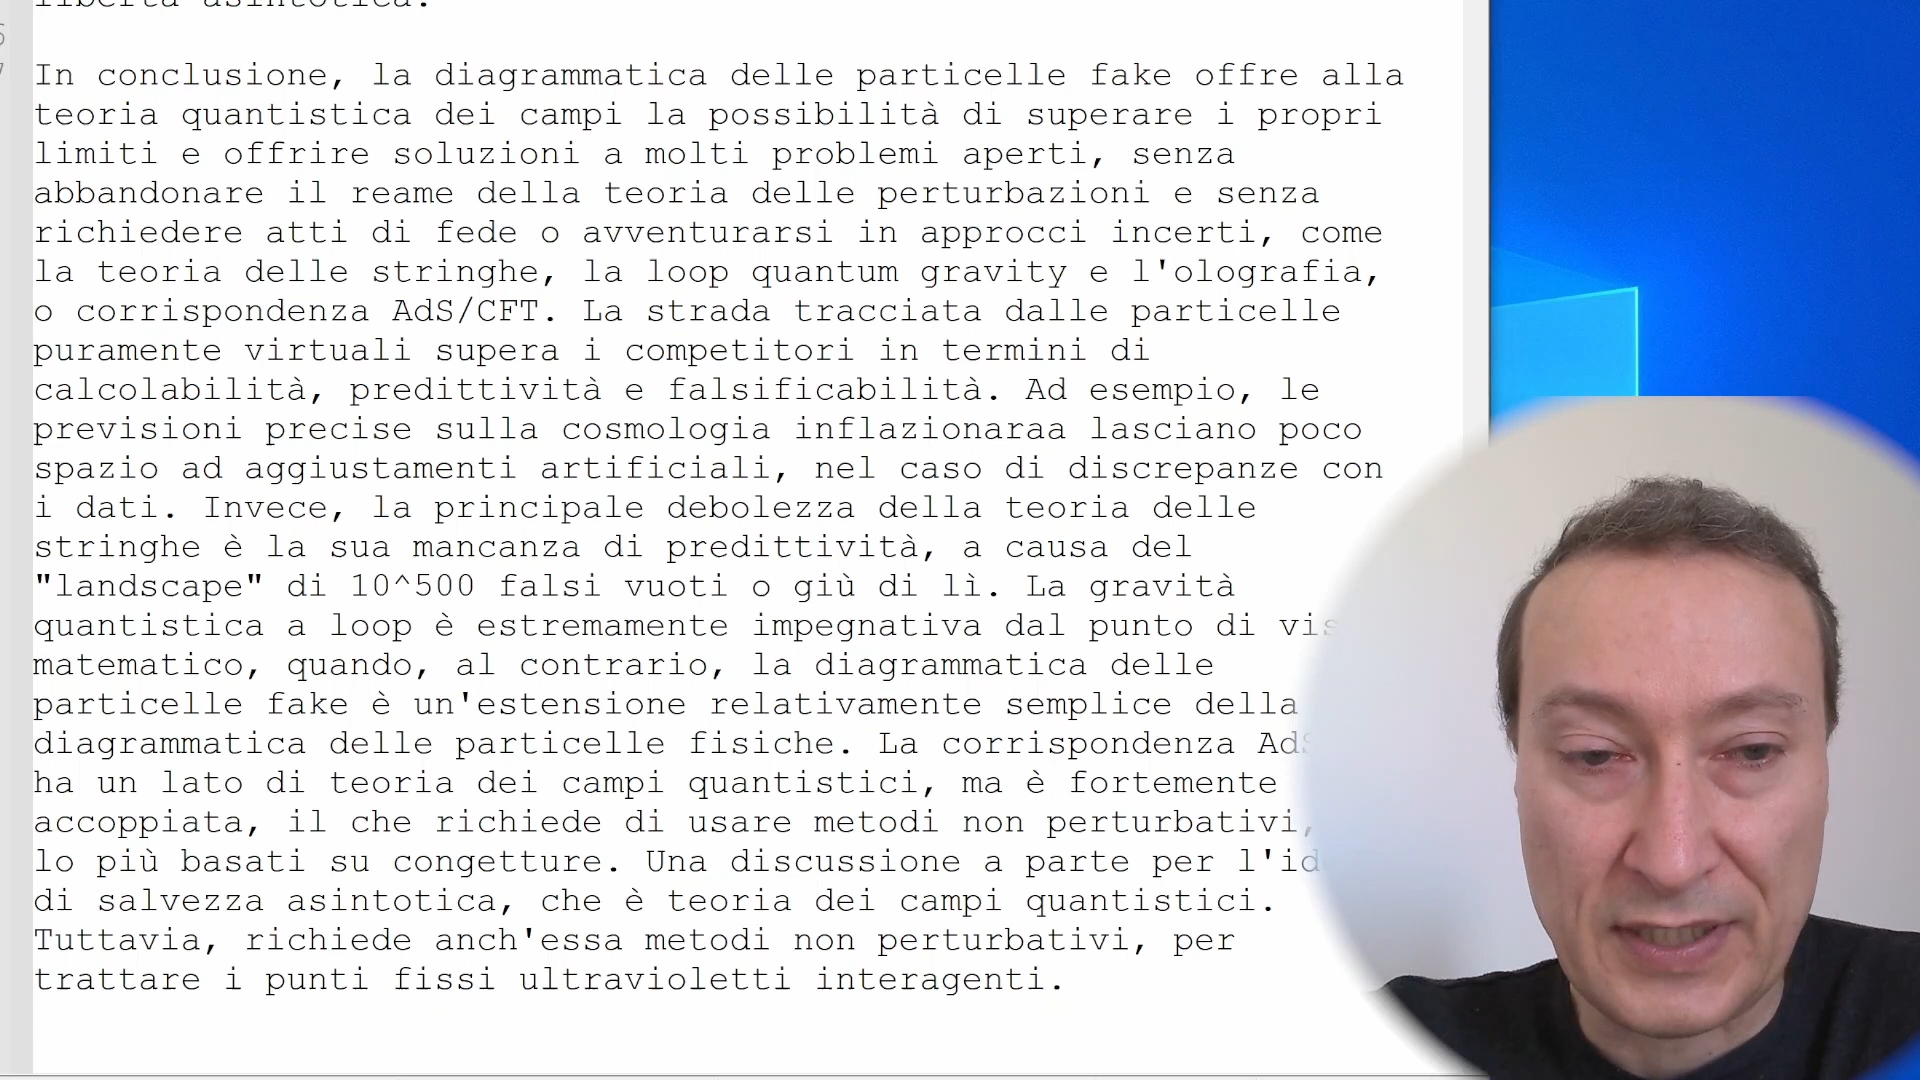 libertà asintotica.
In conclusione, la diagrammatica delle particelle fake offre alla
teoria quantistica dei campi la possibilità di superare i propri
limiti e offrire soluzioni a molti problemi aperti, senza
abbandonare il reame della teoria delle perturbazioni e senza
richiedere atti di fede o avventurarsi in approcci incerti, come
la teoria delle stringhe, la loop quantum gravity e l'olografia,
o corrispondenza AdS/CFT. La strada tracciata dalle particelle
puramente virtuali supera i competitori in termini di
calcolabilità, predittività e falsificabilità. Ad esempio, le
previsioni precise sulla cosmologia inflazionaraa lasciano poco
spazio ad aggiustamenti artificiali, nel caso di discrepanze con
i dati. Invece, la principale debolezza della teoria delle
stringhe è la sua mancanza di predittività, a causa del
"landscape" di 10^500 falsi vuoti o giù di lì. La gravità
quantistica a loop è estremamente impegnativa dal punto di
matematico, quando, al contrario, la diagrammatica delle
particelle fake è un'estensione relativamente semplice della
diagrammatica delle particelle fisiche. La corrispondenza
ha un lato di teoria dei campi quantistici, ma è fortemente
accoppiata, il che richiede di usare metodi non perturbativi,
lo più basati su congetture. Una discussione a parte per
di salvezza asintotica, che è teoria dei campi quantistici.
Tuttavia, richiede anch'essa metodi non perturbativi, per
trattare i punti fissi ultravioletti interagenti.